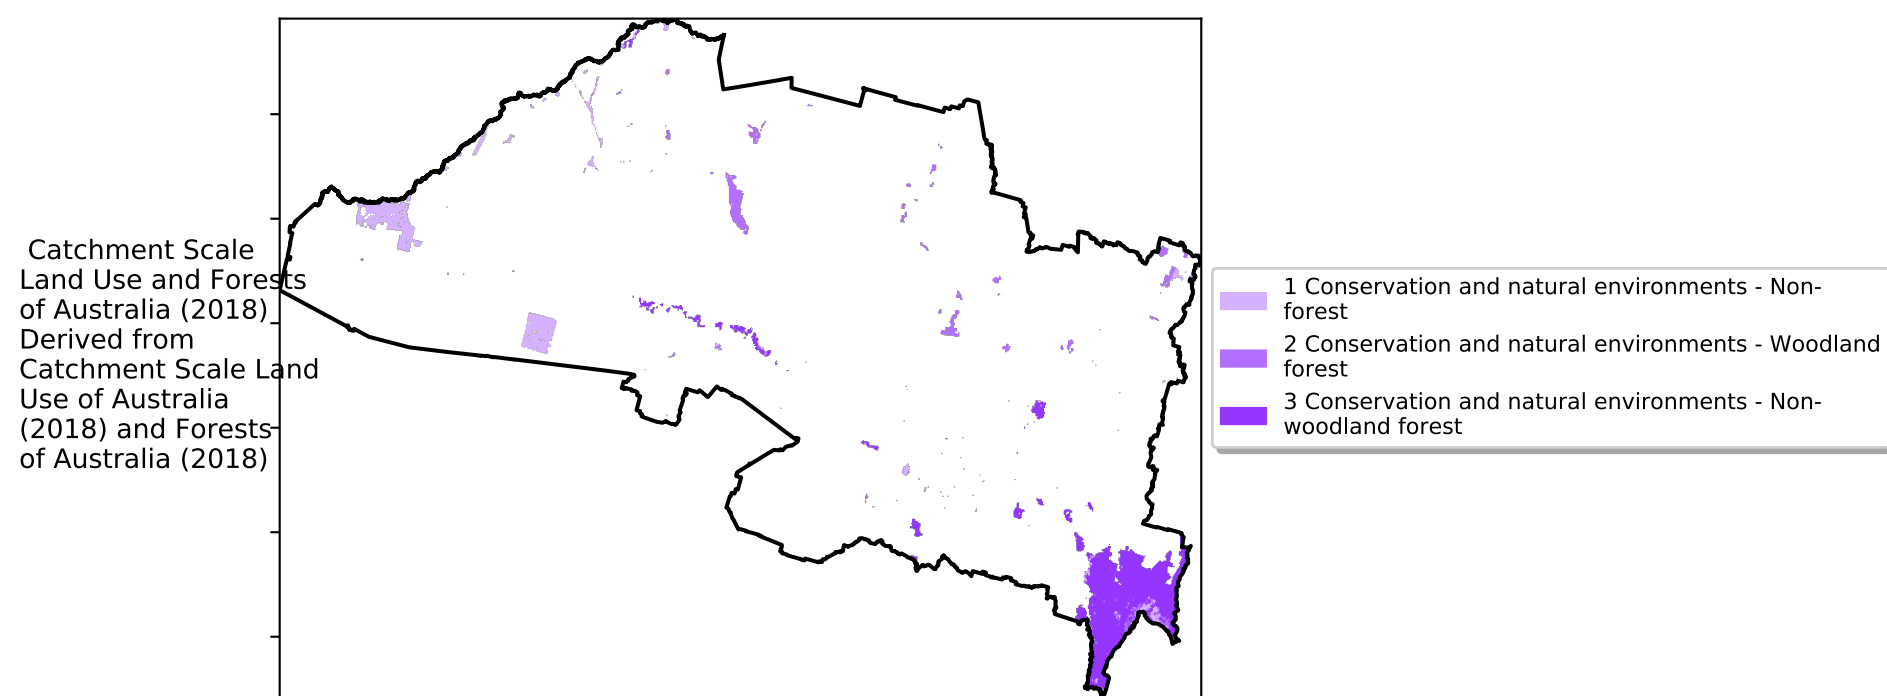 Catchment Scale
Land Use and Forests
of Australia (2018)
Derived from
Catchment Scale Land
Use of Australia
(2018) and Forests
of Australia (2018)
1 Conservation and natural environments - Non-
forest
2 Conservation and natural environments - Woodland
forest
3 Conservation and natural environments - Non-
woodland forest